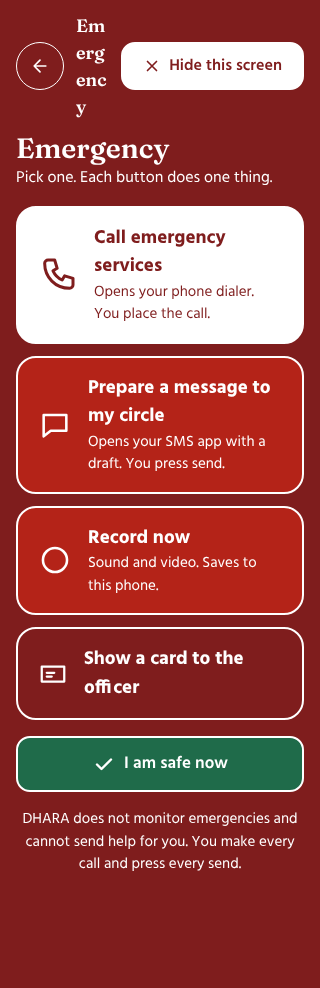 Em
erg
enc
y
Hide this screen
Emergency
Pick one. Each button does one thing.
Call emergency
services
Opens your phone dialer.
You place the call.
Prepare a message to
my circle
Opens your SMS app with a
draft. You press send.
Record now
Sound and video. Saves to
this phone.
Show a card to the
officer
I am safe now
DHARA does not monitor emergencies and
cannot send help for you. You make every
call and press every send.